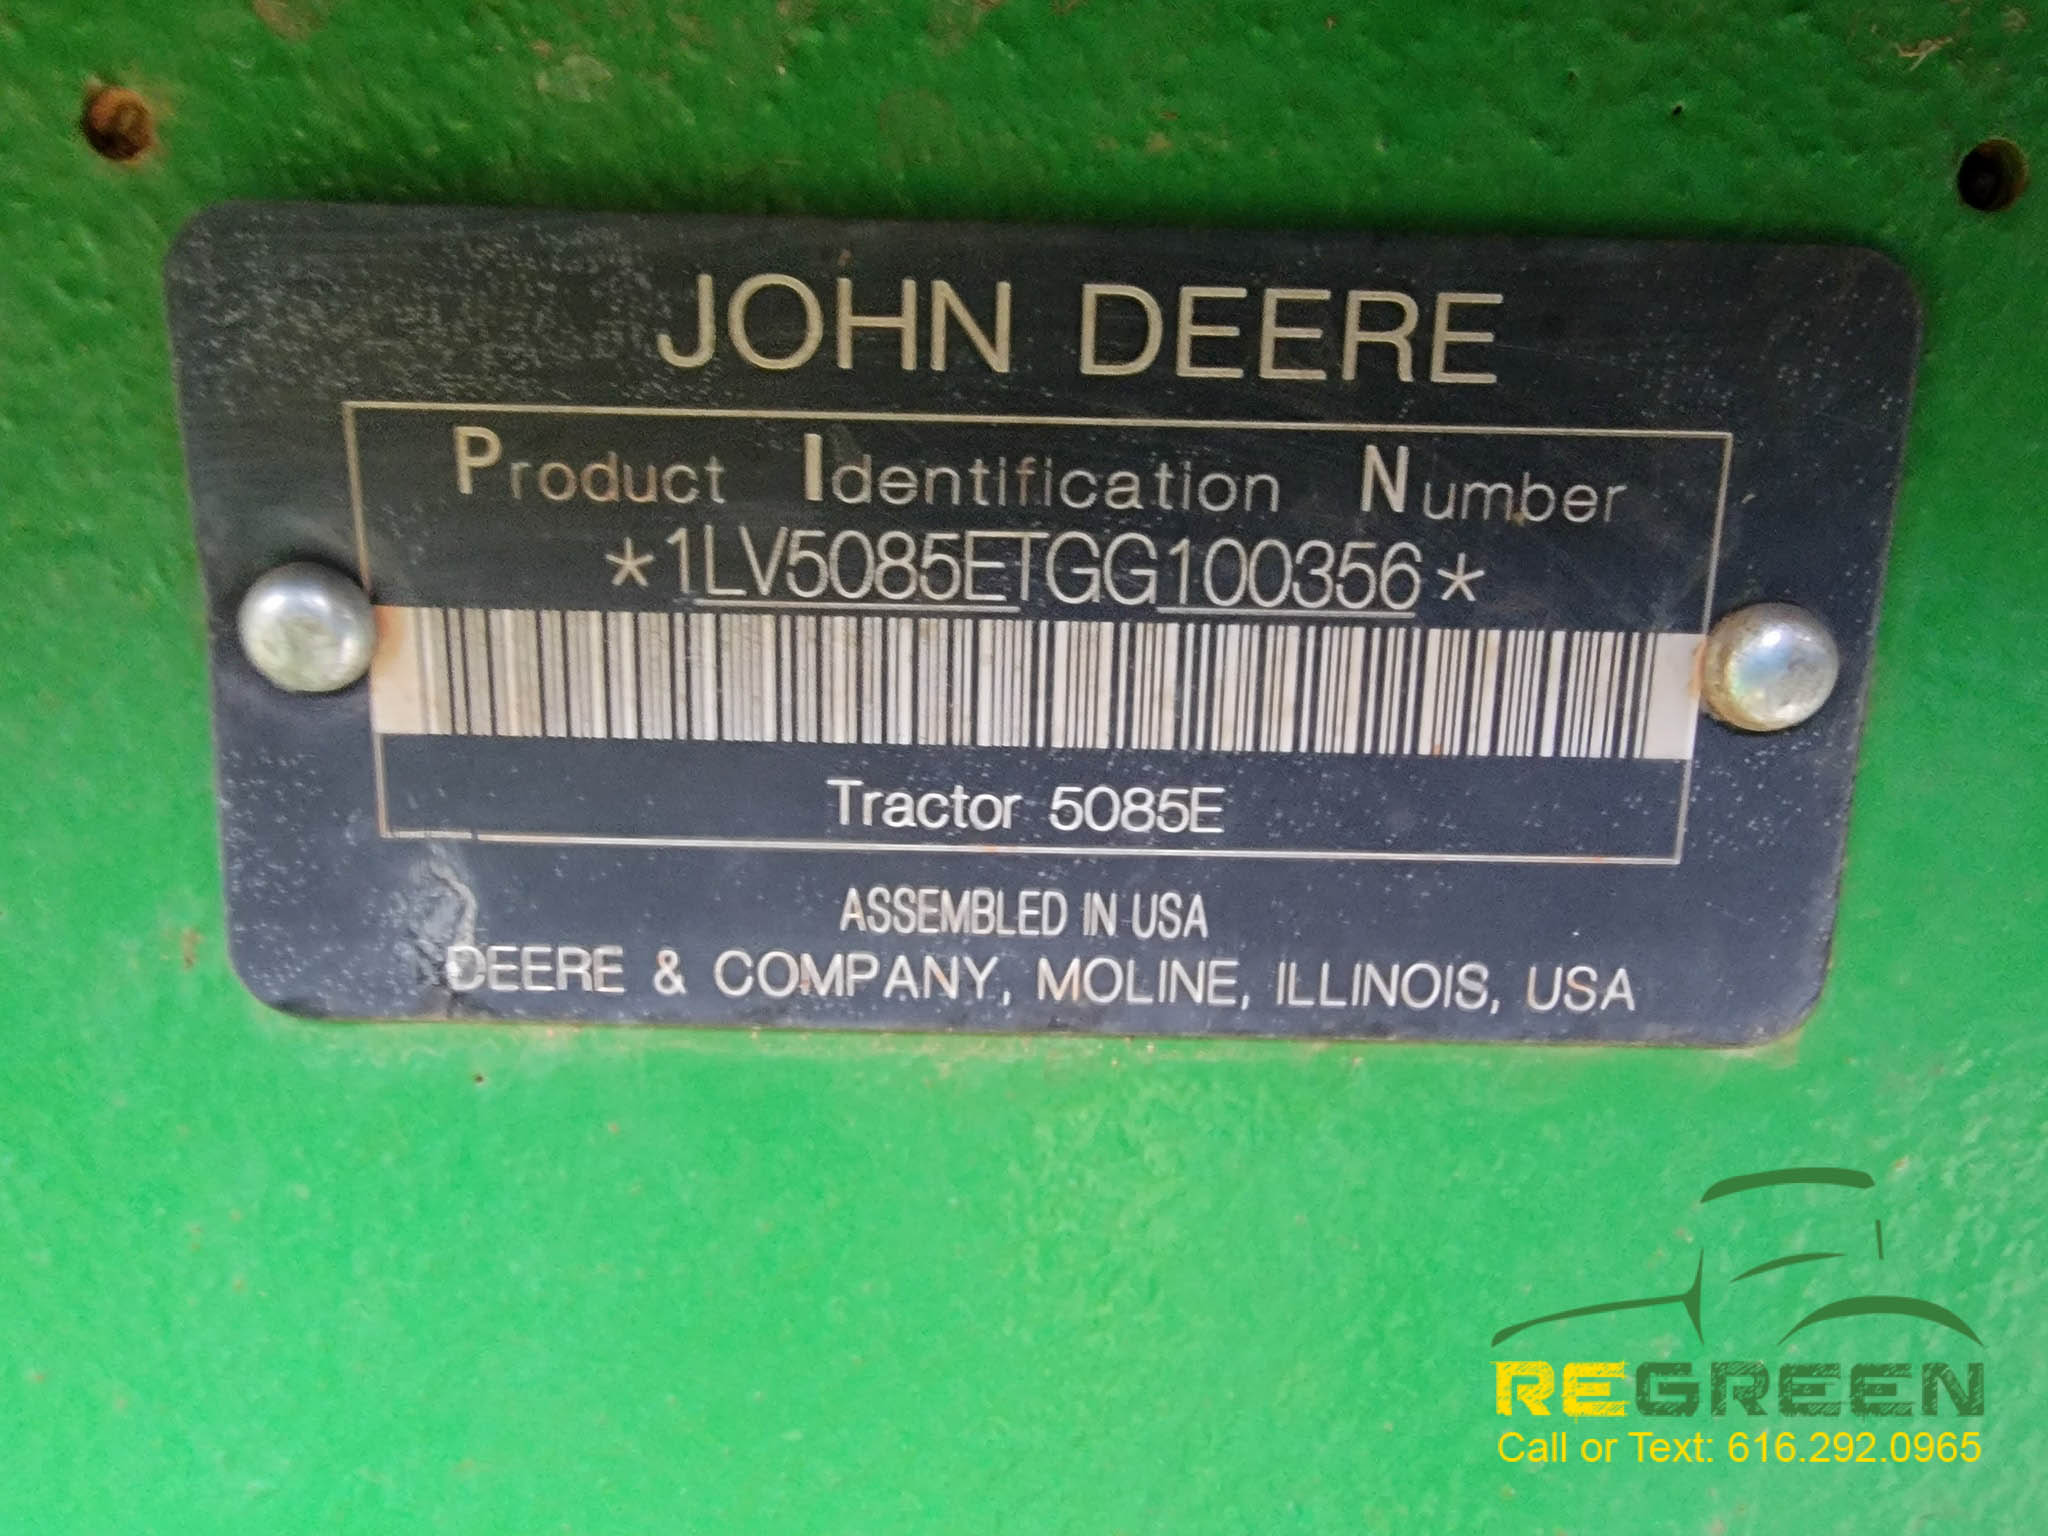 JOHN DEERE
Product Identification Number
*1LV5085ETGG100356*
Tractor 5085E
ASSEMBLED IN USA
DEERE & COMPANY, MOLINE, ILLINOIS, USA
REGREEN
Call or Text: 616.292.0965